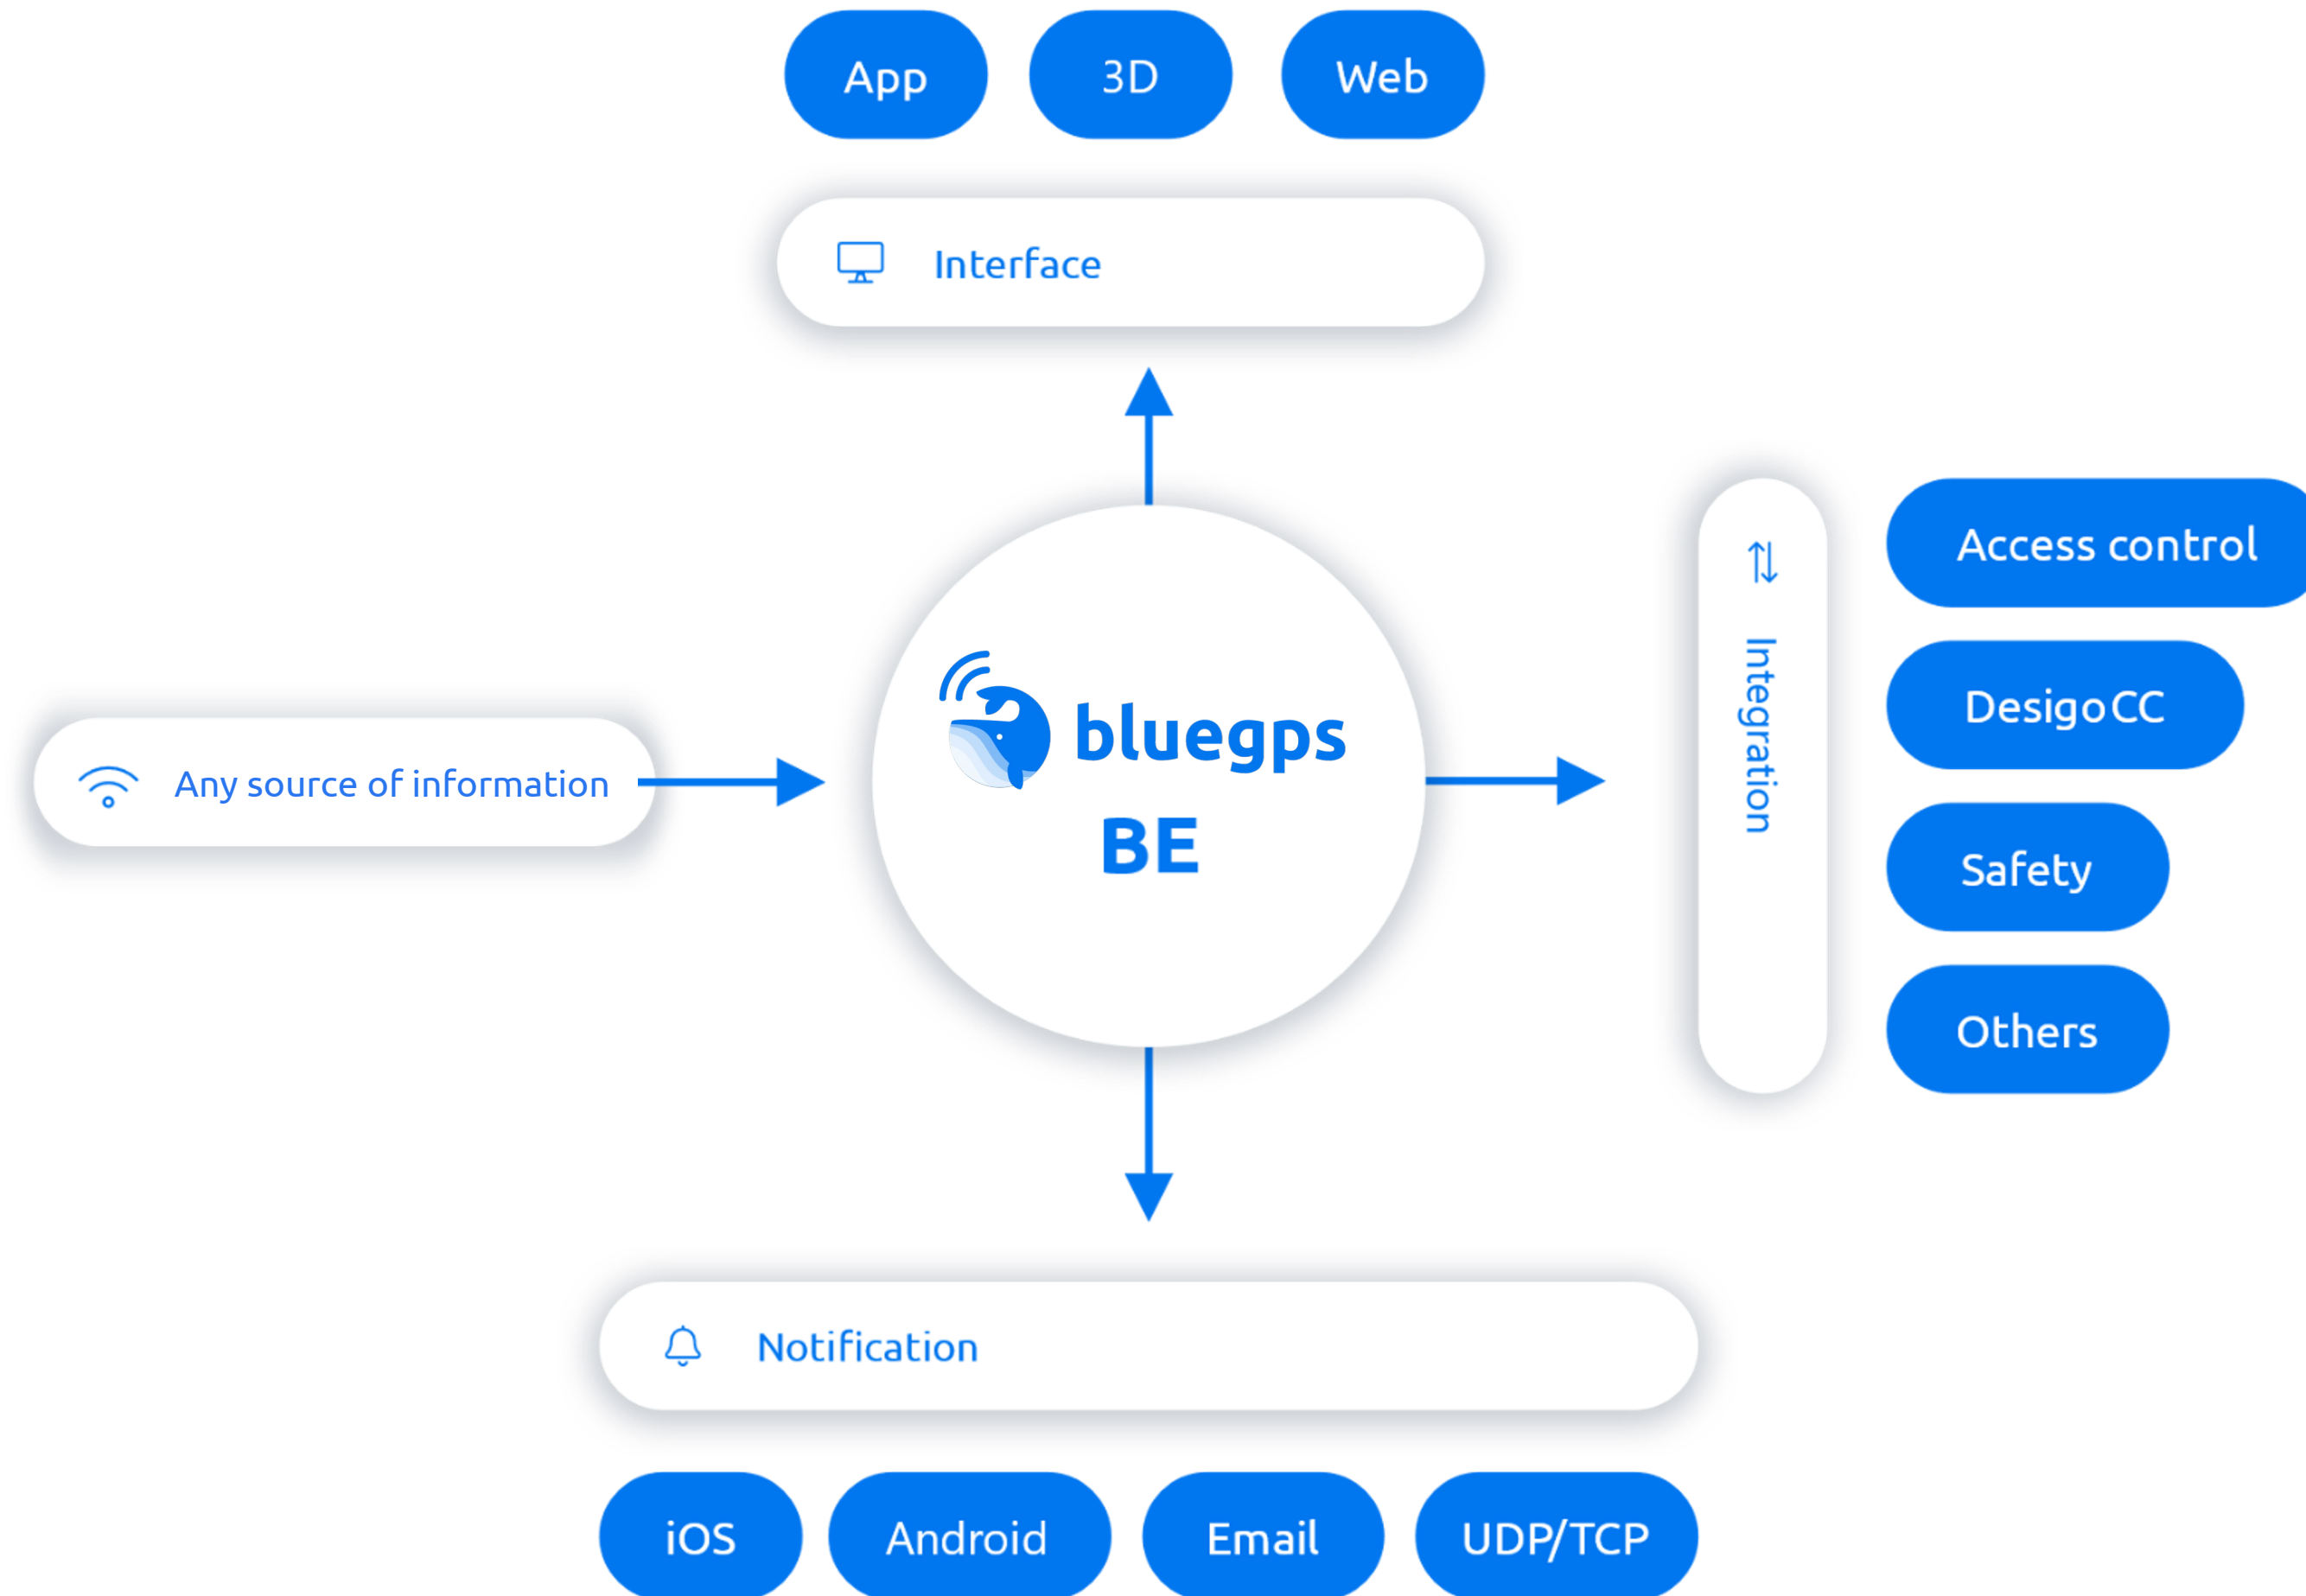 App
3D
Web
Interface
Any source of information
bluegps
BE
Integration
Access control
DesigoCC
Safety
Others
Notification
iOS
Android
Email
UDP/TCP